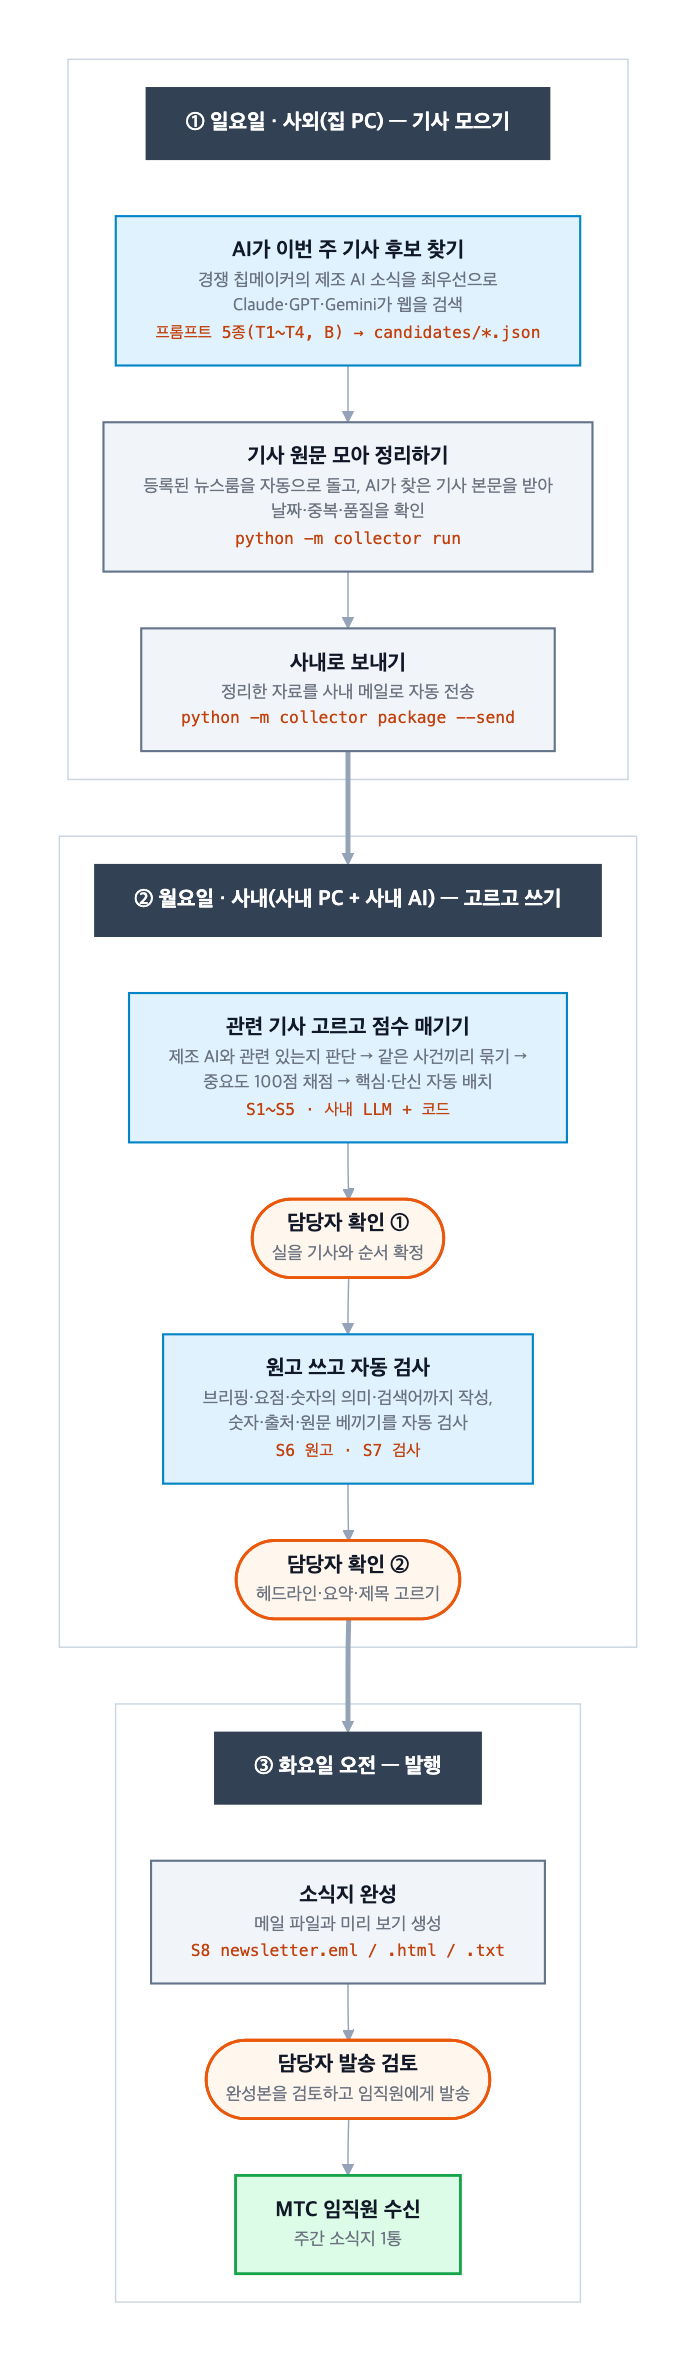 ① 일요일 · 사외(집 PC) — 기사 모으기
AI가 이번 주 기사 후보 찾기
경쟁 칩메이커의 제조 AI 소식을 최우선으로
Claude·GPT·Gemini가 웹을 검색
프롬프트 5종(T1~T4, B) → candidates/*.json
기사 원문 모아 정리하기
등록된 뉴스룸을 자동으로 돌고, AI가 찾은 기사 본문을 받아
날짜·중복·품질을 확인
python -m collector run
사내로 보내기
정리한 자료를 사내 메일로 자동 전송
python -m collector package --send
② 월요일 · 사내(사내 PC + 사내 AI) — 고르고 쓰기
관련 기사 고르고 점수 매기기
제조 AI와 관련 있는지 판단 → 같은 사건끼리 묶기 →
중요도 100점 채점 → 핵심·단신 자동 배치
S1~S5 · 사내 LLM + 코드
담당자 확인 ①
실을 기사와 순서 확정
원고 쓰고 자동 검사
브리핑·요점·숫자의 의미·검색어까지 작성,
숫자·출처·원문 베끼기를 자동 검사
S6 원고 · S7 검사
담당자 확인 ②
헤드라인·요약·제목 고르기
③ 화요일 오전 — 발행
소식지 완성
메일 파일과 미리 보기 생성
S8 newsletter.eml / .html / .txt
담당자 발송 검토
완성본을 검토하고 임직원에게 발송
MTC 임직원 수신
주간 소식지 1통